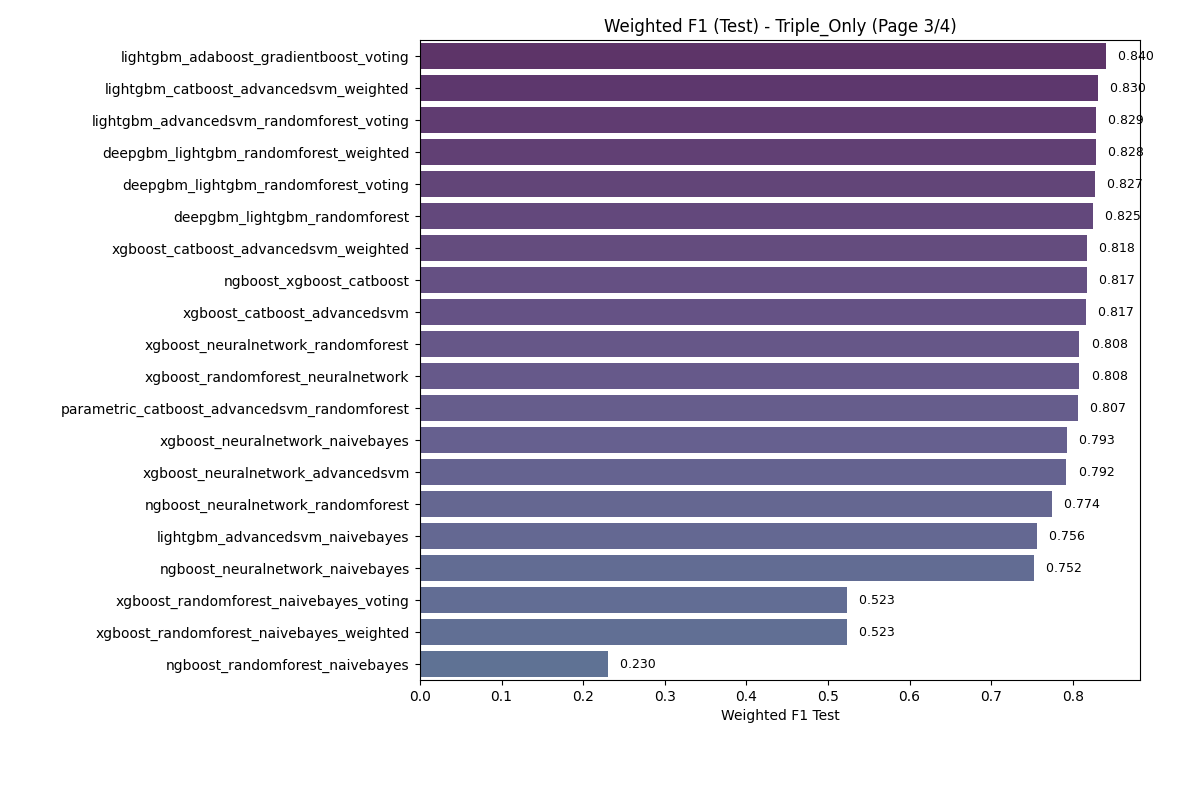 Weighted F1 (Test) - Triple_Only (Page 3/4)
lightgbm_adaboost_gradientboost_voting 0.840
lightgbm_catboost_advancedsvm_weighted 0.830
lightgbm_advancedsvm_randomforest_voting 0.829
deepgbm_lightgbm_randomforest_weighted 0.828
deepgbm_lightgbm_randomforest_voting 0.827
deepgbm_lightgbm_randomforest 0.825
xgboost_catboost_advancedsvm_weighted 0.818
ngboost_xgboost_catboost 0.817
xgboost_catboost_advancedsvm 0.817
xgboost_neuralnetwork_randomforest 0.808
xgboost_randomforest_neuralnetwork 0.808
parametric_catboost_advancedsvm_randomforest 0.807
xgboost_neuralnetwork_naivebayes 0.793
xgboost_neuralnetwork_advancedsvm 0.792
ngboost_neuralnetwork_randomforest 0.774
lightgbm_advancedsvm_naivebayes 0.756
ngboost_neuralnetwork_naivebayes 0.752
xgboost_randomforest_naivebayes_voting 0.523
xgboost_randomforest_naivebayes_weighted 0.523
ngboost_randomforest_naivebayes 0.230
0.0 0.1 0.2 0.3 0.4 0.5 0.6 0.7 0.8
Weighted F1 Test